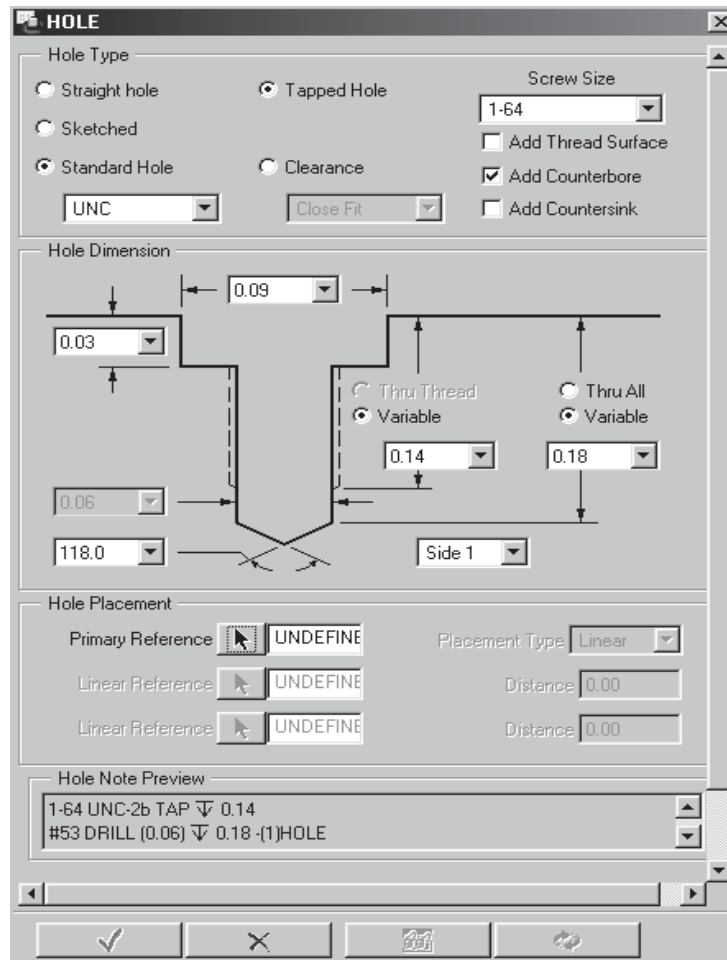 HOLE
Hole Type
Straight hole
Tapped Hole
Screw Size
1-64
Sketched
Add Thread Surface
Standard Hole
Clearance
Add Counterbore
UNC
Close Fit
Add Countersink
Hole Dimension
0.09
0.03
Thru Thread
Thru All
Variable
Variable
0.14
0.18
0.06
118.0
Side 1
Hole Placement
Primary Reference
UNDEFINE
Placement Type
Linear
Linear Reference
UNDEFINE
Distance
0.00
Linear Reference
UNDEFINE
Distance
0.00
Hole Note Preview
1-64 UNC-2b TAP ↧ 0.14
#53 DRILL (0.06) ↧ 0.18 -(1)HOLE